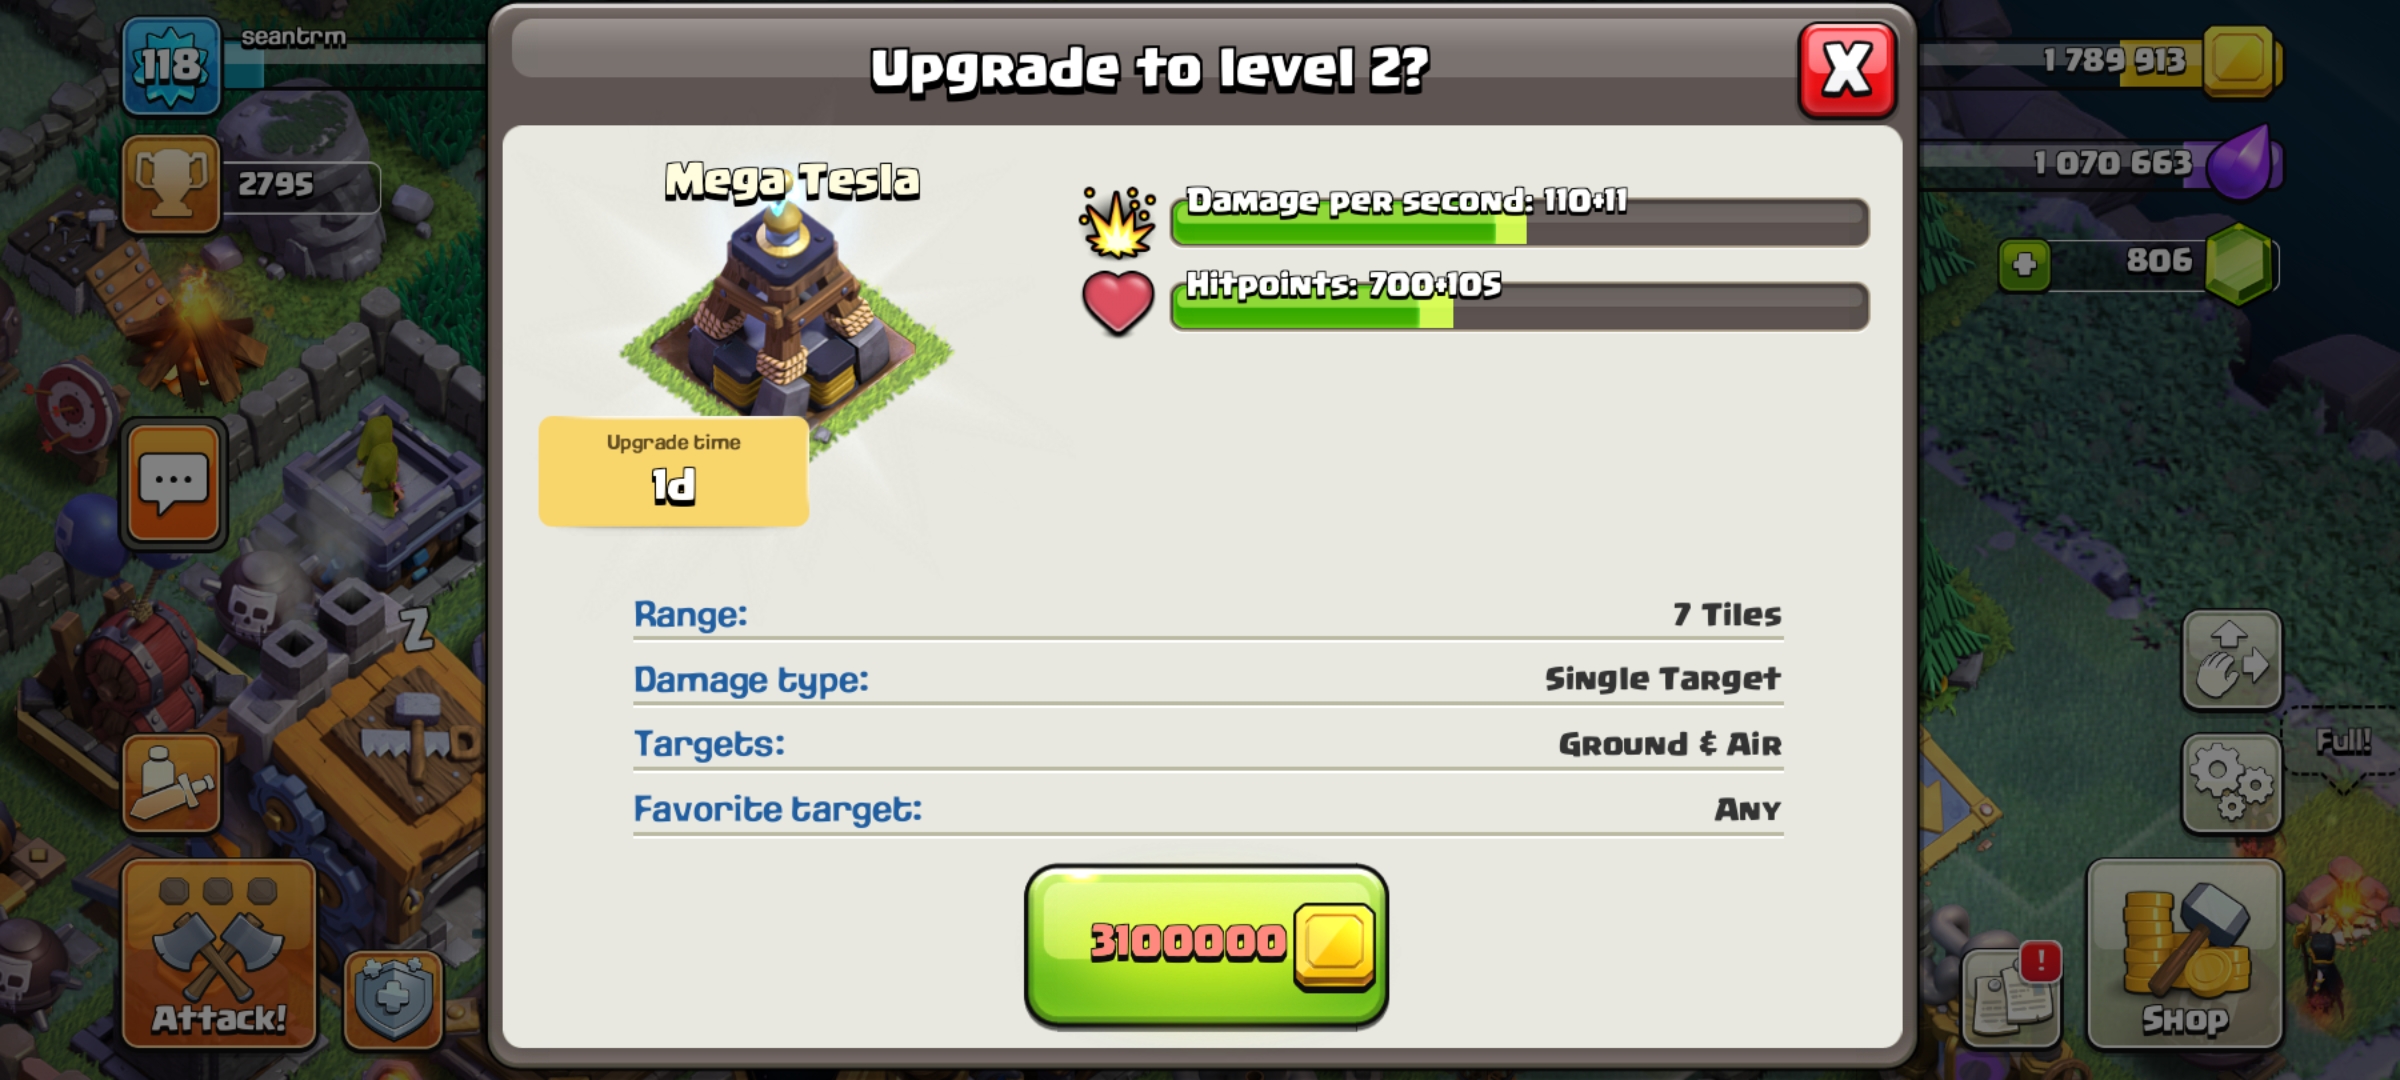 118
seantrm
2795
Upgrade to level 2?
X
1 789 913
1 070 663
806
Mega Tesla
Damage per second: 110+11
Hitpoints: 700+105
Upgrade time
1d
Range: 7 Tiles
Damage type: Single Target
Targets: Ground & Air
Favorite target: Any
3100000
Z
Full!
Attack!
!
Shop